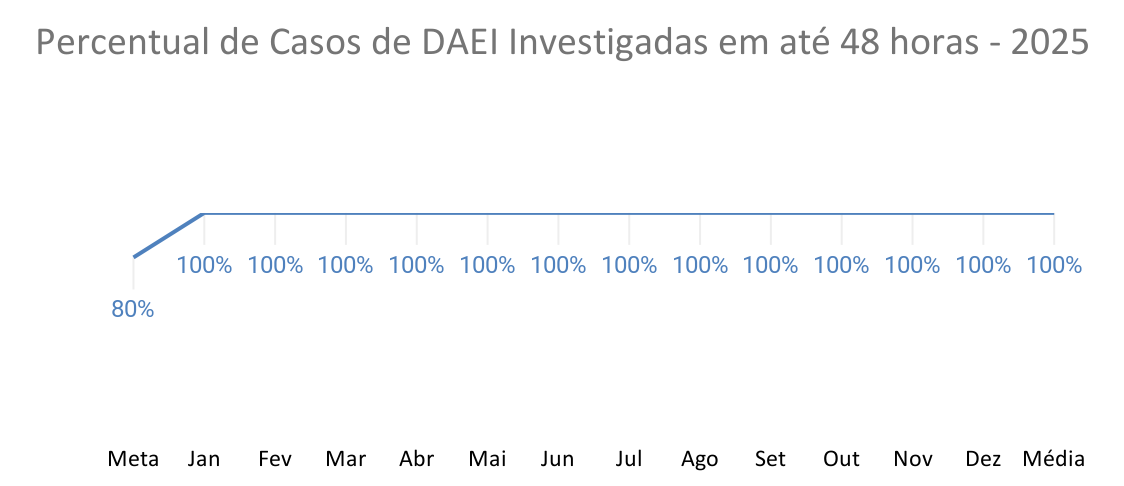 Percentual de Casos de DAEI Investigadas em até 48 horas - 2025
100% 100% 100% 100% 100% 100% 100% 100% 100% 100% 100% 100% 100%
80%
Meta Jan Fev Mar Abr Mai Jun Jul Ago Set Out Nov Dez Média